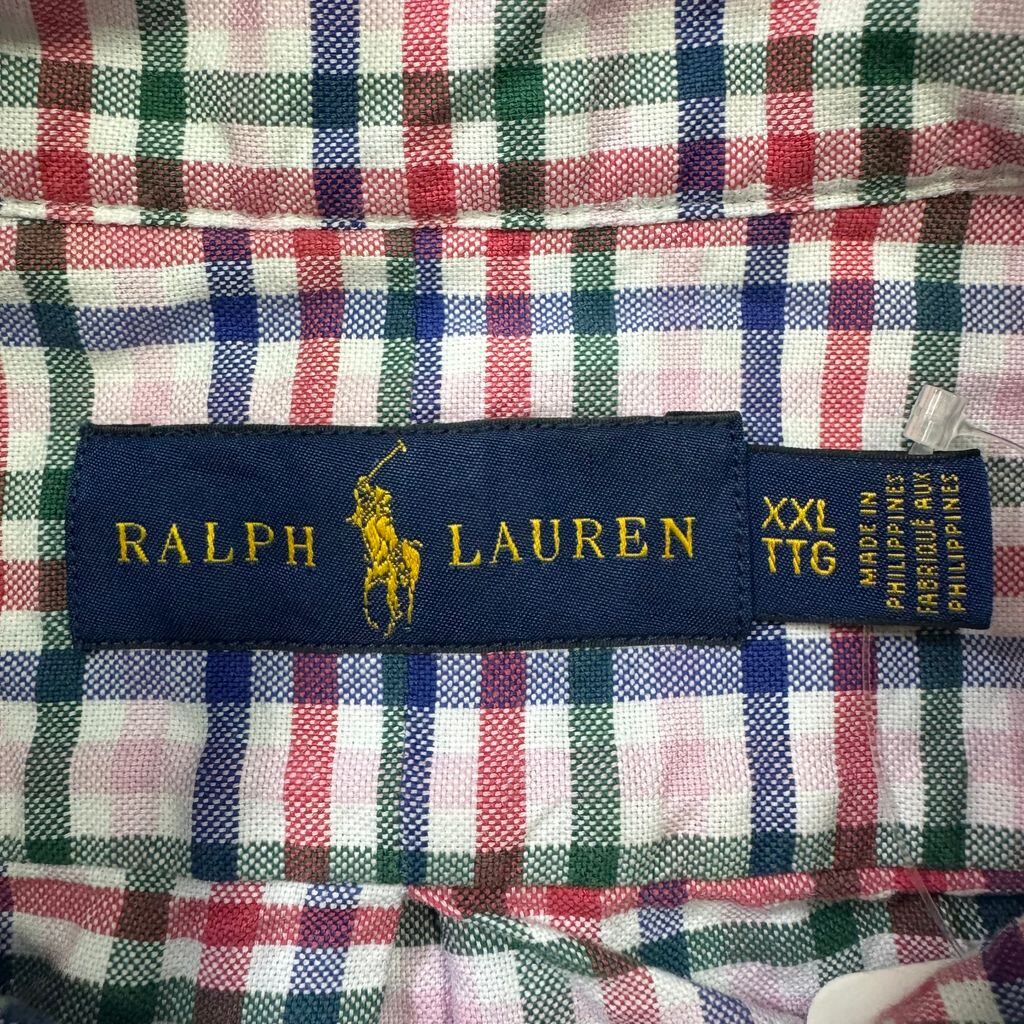 RALPH LAUREN
XXL
TTG
MADE IN
PHILIPPINES
FABRIQUÉ AUX
PHILIPPINES